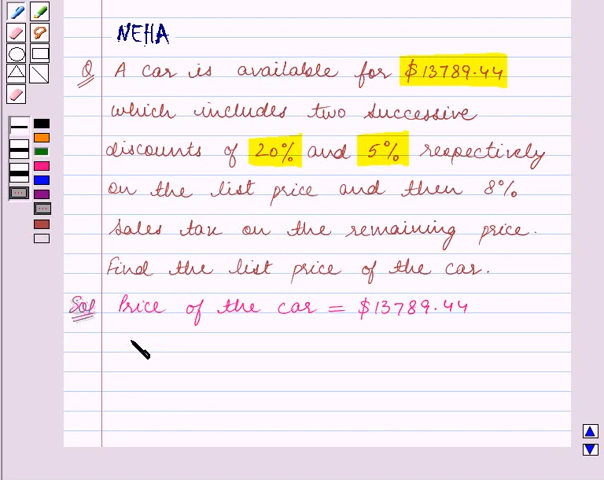 NEHA
Q A car is available for $13789.44
which includes two successive
discounts of 20% and 5% respectively
on the list price and then 8%
sales tax on the remaining price.
Find the list price of the car.
Sol Price of the car = $13789.44